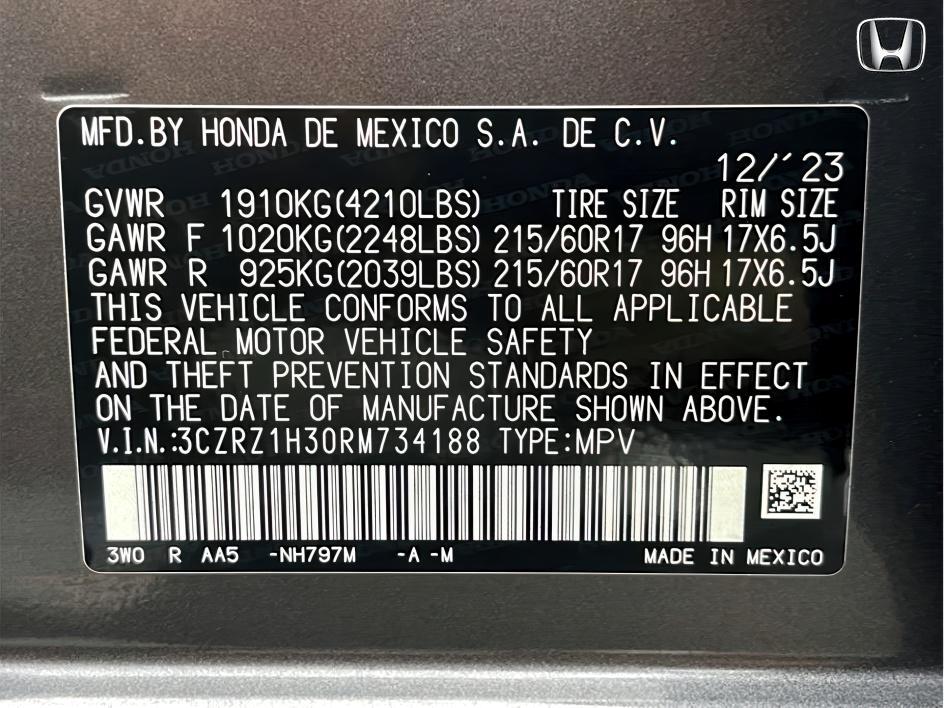 MFD.BY HONDA DE MEXICO S.A. DE C.V.
12/´23
GVWR 1910KG(4210LBS) TIRE SIZE RIM SIZE
GAWR F 1020KG(2248LBS) 215/60R17 96H 17X6.5J
GAWR R 925KG(2039LBS) 215/60R17 96H 17X6.5J
THIS VEHICLE CONFORMS TO ALL APPLICABLE
FEDERAL MOTOR VEHICLE SAFETY
AND THEFT PREVENTION STANDARDS IN EFFECT
ON THE DATE OF MANUFACTURE SHOWN ABOVE.
V.I.N.:3CZRZ1H30RM734188 TYPE:MPV
3W0 R AA5 -NH797M -A -M MADE IN MEXICO